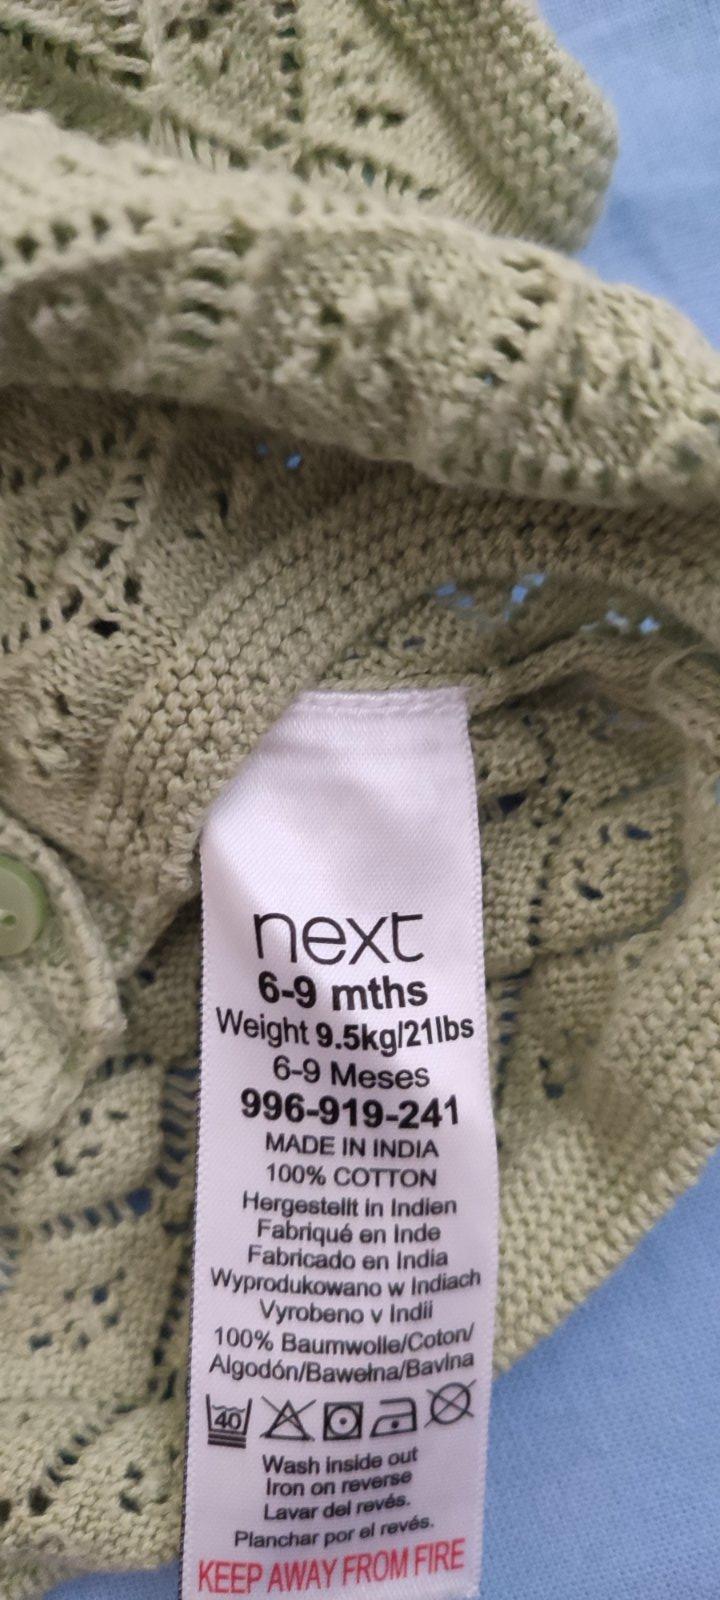 next
6-9 mths
Weight 9.5kg/21lbs
6-9 Meses
996-919-241
MADE IN INDIA
100% COTTON
Hergestellt in Indien
Fabriqué en Inde
Fabricado en India
Wyprodukowano w Indiach
Vyrobeno v Indii
100% Baumwolle/Coton/
Algodón/Bawełna/Bavlna
40
Wash inside out
Iron on reverse
Lavar del revés.
Planchar por el revés.
KEEP AWAY FROM FIRE